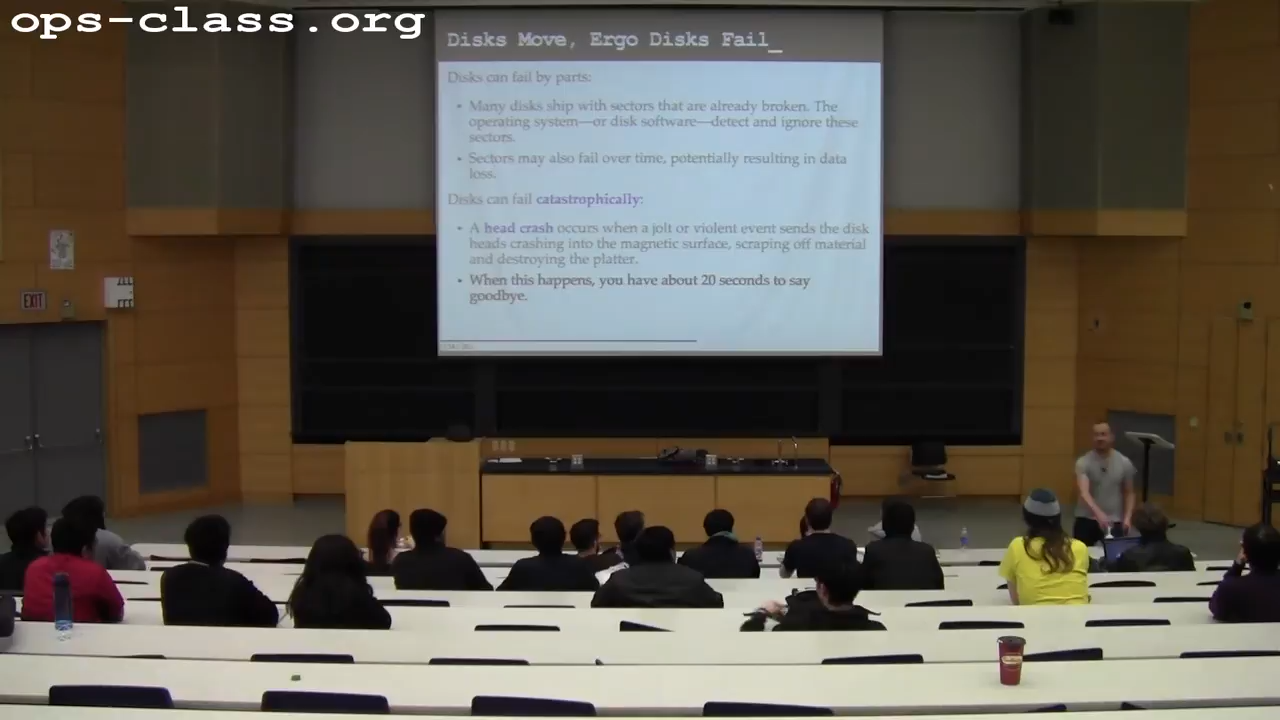 ops-class.org
Disks Move, Ergo Disks Fail_
Disks can fail by parts:
• Many disks ship with sectors that are already broken. The
operating system—or disk software—detect and ignore these
sectors.
• Sectors may also fail over time, potentially resulting in data
loss.
Disks can fail catastrophically:
• A head crash occurs when a jolt or violent event sends the disk
heads crashing into the magnetic surface, scraping off material
and destroying the platter.
• When this happens, you have about 20 seconds to say
goodbye.
EXIT